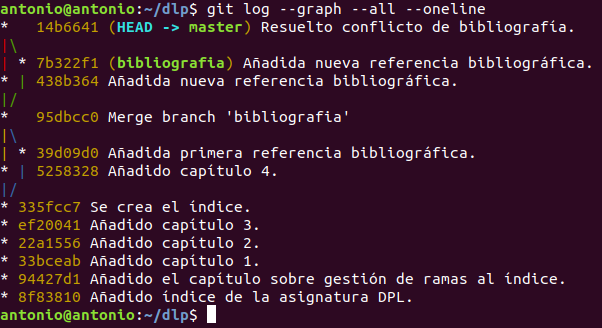 antonio@antonio:~/dlp$ git log --graph --all --oneline
*   14b6641 (HEAD -> master) Resuelto conflicto de bibliografía.
|\
| * 7b322f1 (bibliografia) Añadida nueva referencia bibliográfica.
* | 438b364 Añadida nueva referencia bibliográfica.
|/
*   95dbcc0 Merge branch 'bibliografia'
|\
| * 39d09d0 Añadida primera referencia bibliográfica.
* | 5258328 Añadido capítulo 4.
|/
* 335fcc7 Se crea el índice.
* ef20041 Añadido capítulo 3.
* 22a1556 Añadido capítulo 2.
* 33bceab Añadido capítulo 1.
* 94427d1 Añadido el capítulo sobre gestión de ramas al índice.
* 8f83810 Añadido índice de la asignatura DPL.
antonio@antonio:~/dlp$